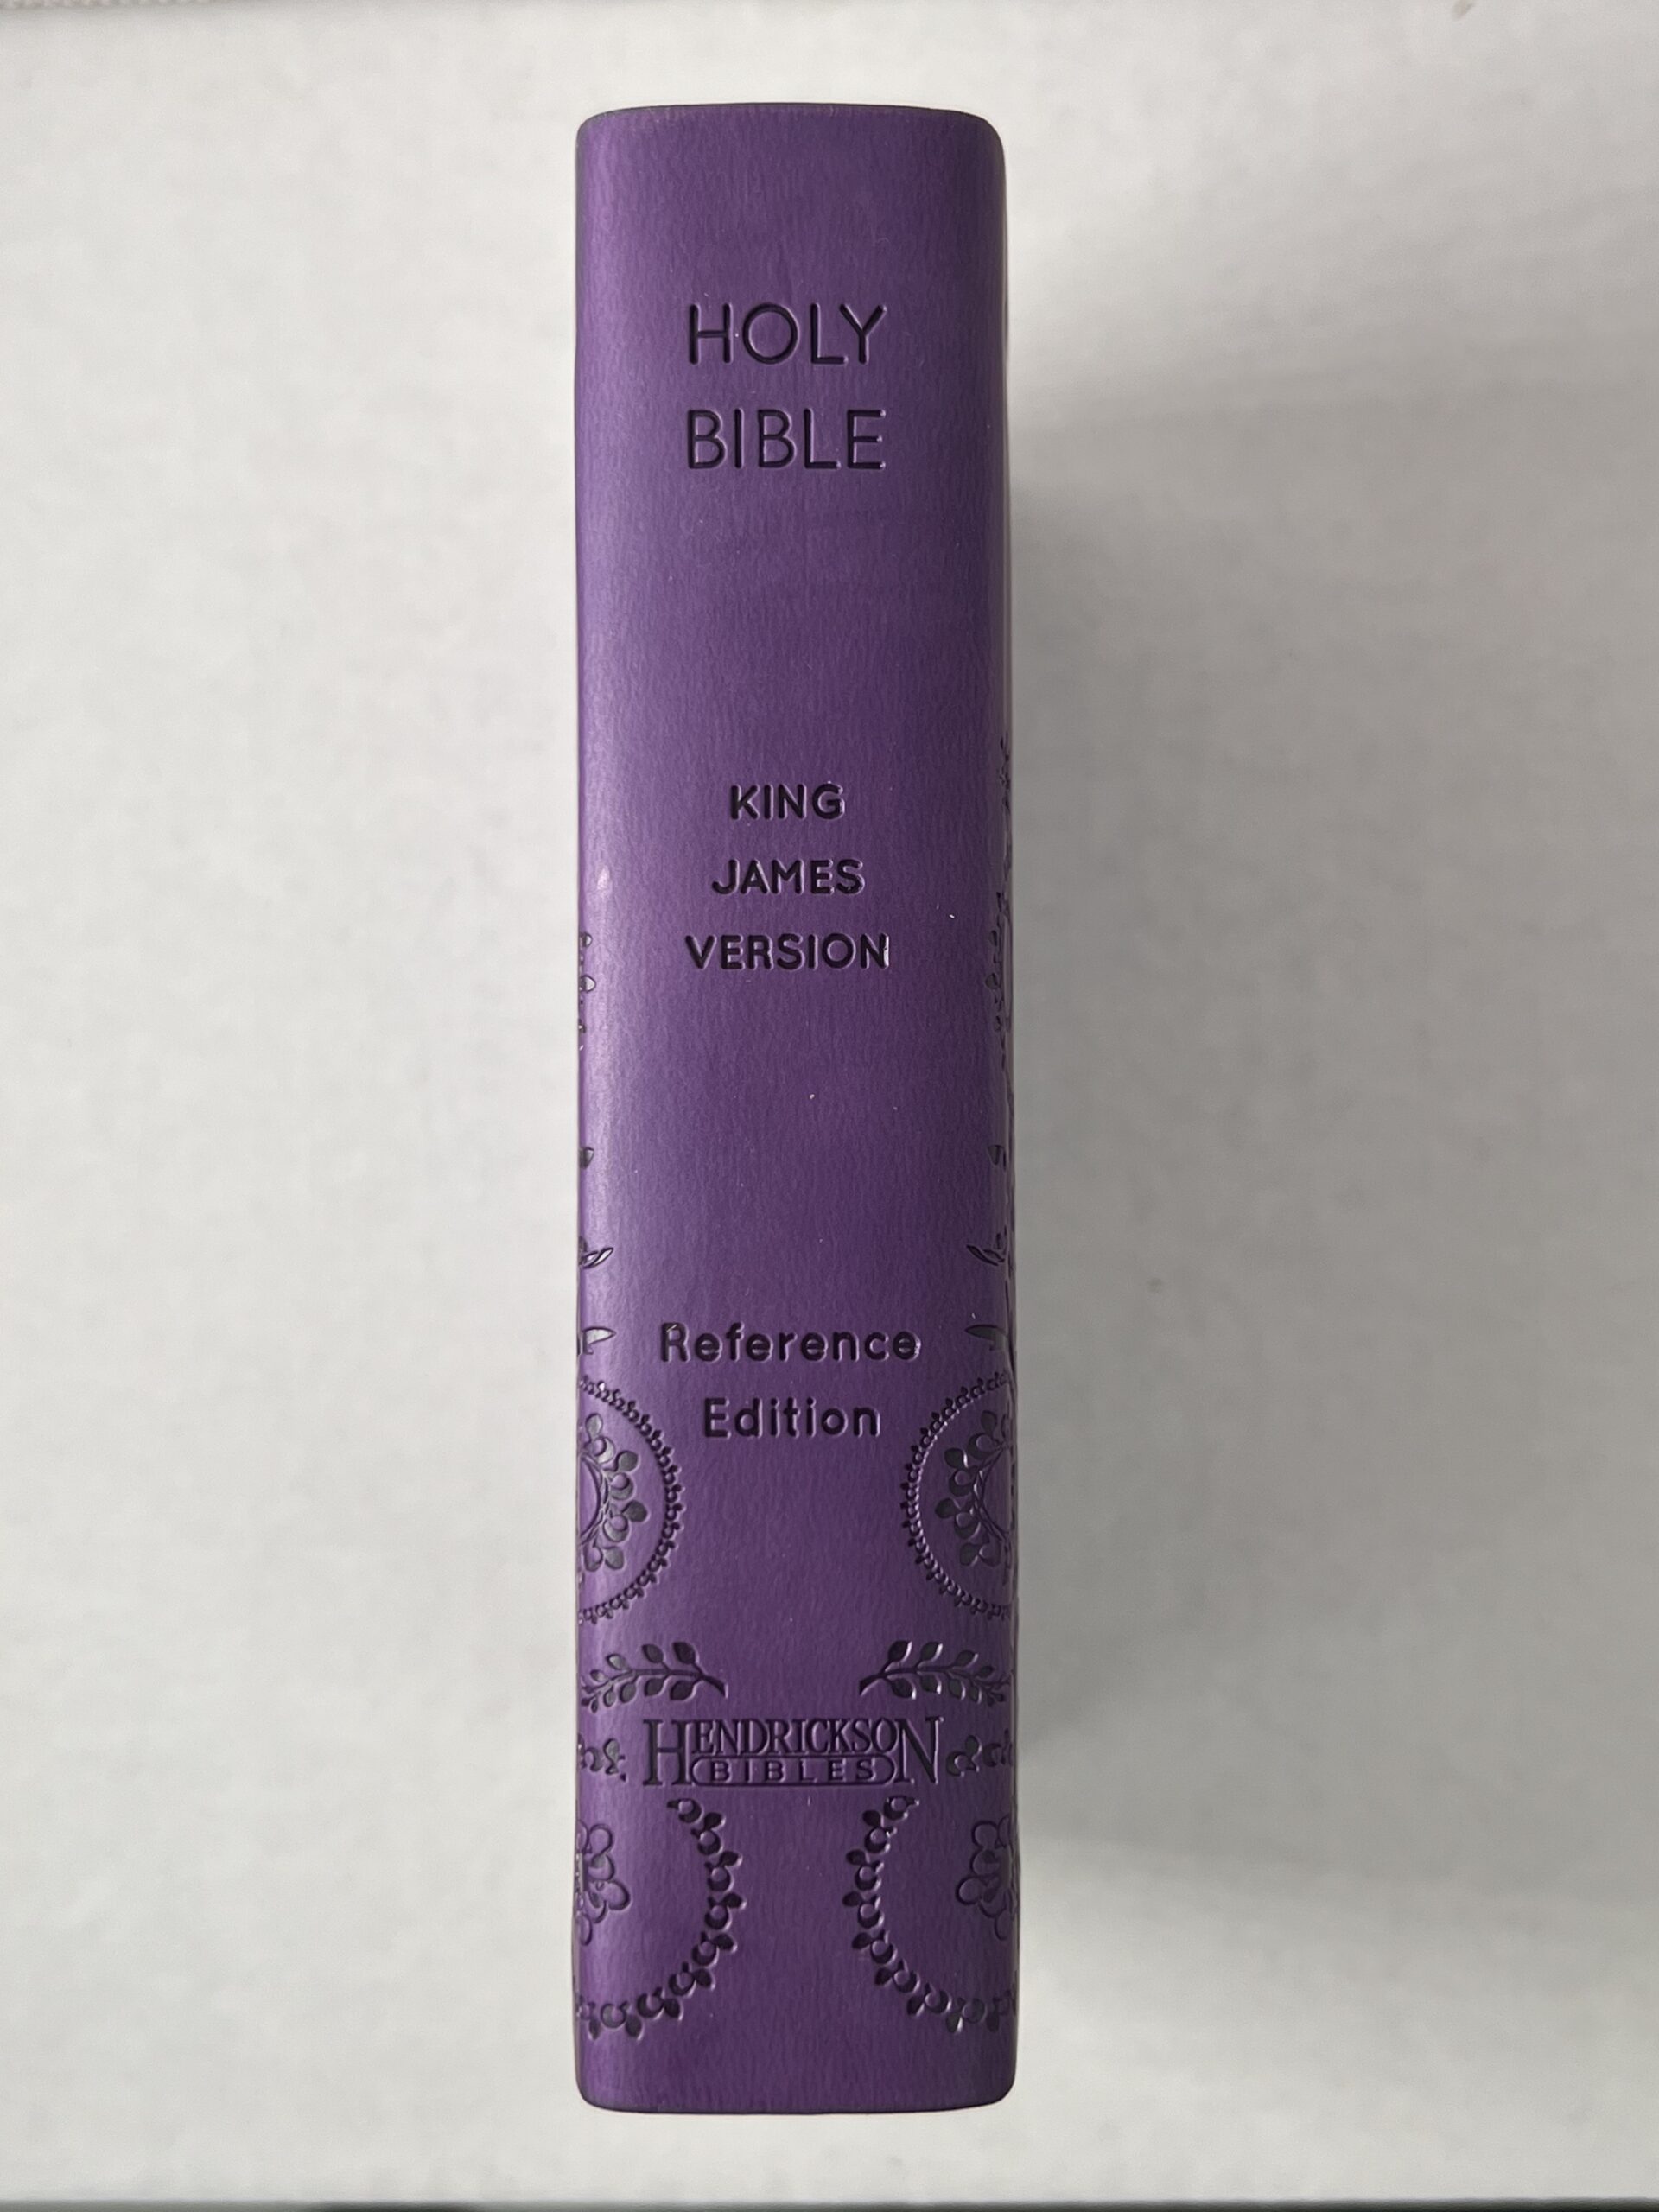 HOLY
BIBLE
KING
JAMES
VERSION
Reference
Edition
HENDRICKSON
BIBLES